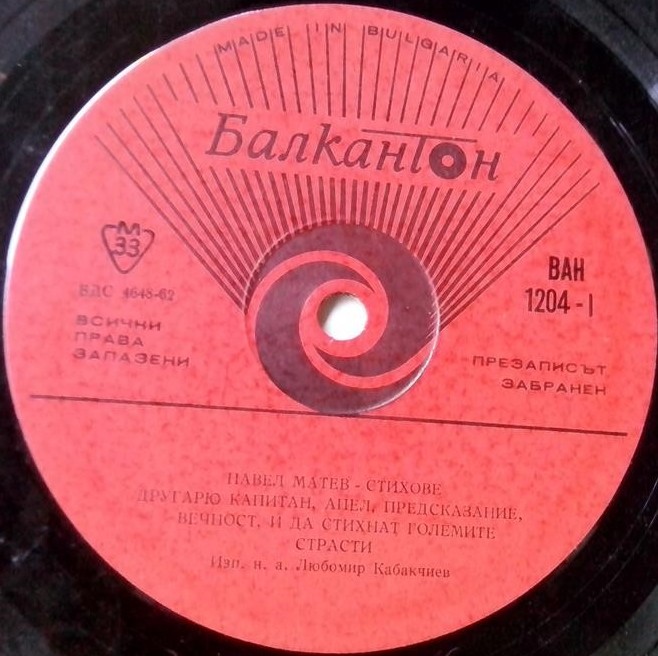 MADE IN BULGARIA
Балкантон
М
33
БДС 4648-62
ВСИЧКИ
ПРАВА
ЗАПАЗЕНИ
ВАН
1204-I
ПРЕЗАПИСЪТ
ЗАБРАНЕН
ПАВЕЛ МАТЕВ - СТИХОВЕ
ДРУГАРЮ КАПИТАН, АПЕЛ, ПРЕДСКАЗАНИЕ,
ВЕЧНОСТ, И ДА СТИХНАТ ГОЛЕМИТЕ
СТРАСТИ
Изп. н. а. Любомир Кабакчиев